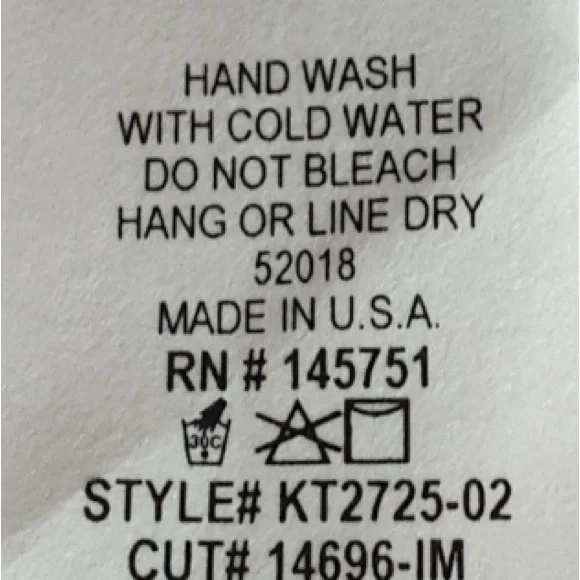 HAND WASH
WITH COLD WATER
DO NOT BLEACH
HANG OR LINE DRY
52018
MADE IN U.S.A.
RN # 145751
30C
STYLE# KT2725-02
CUT# 14696-IM